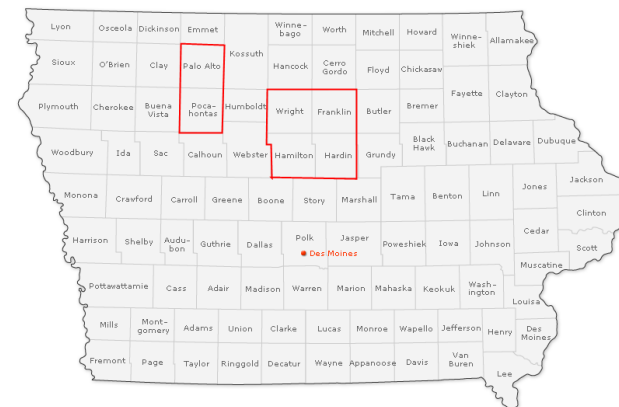 Lyon Osceola Dickinson Emmet Winne- Worth Mitchell Howard Winne- Allamakee
bago shiek
Kossuth
Sioux O'Brien Clay Palo Alto Hancock Cerro Floyd Chickasaw
Gordo
Fayette Clayton
Plymouth Cherokee Buena Poca- Humboldt Wright Franklin Butler Bremer
Vista hontas
Black Buchanan Delaware Dubuque
Hawk
Woodbury Ida Sac Calhoun Webster Hamilton Hardin Grundy
Monona Crawford Carroll Greene Boone Story Marshall Tama Benton Linn Jones Jackson
Clinton
Cedar
Harrison Shelby Audu- Guthrie Dallas Polk Jasper Poweshiek Iowa Johnson Scott
bon
Des Moines
Muscatine
Pottawattamie Cass Adair Madison Warren Marion Mahaska Keokuk Wash-
ington
Louisa
Mills Mont- Adams Union Clarke Lucas Monroe Wapello Jefferson Henry Des
gomery Moines
Fremont Page Taylor Ringgold Decatur Wayne Appanoose Davis Van
Buren
Lee